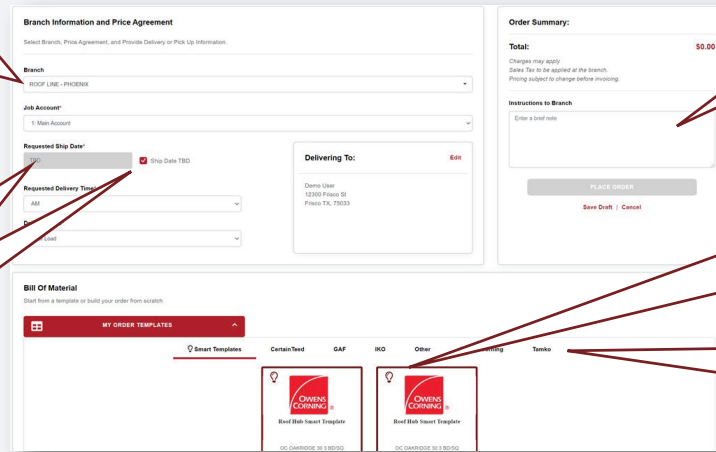 Branch Information and Price Agreement
Select Branch, Price Agreement, and Provide Delivery or Pick Up Information.
Branch
ROOF LINE - PHOENIX
Job Account*
1: Main Account
Requested Ship Date*
TBD
Ship Date TBD
Requested Delivery Time
AM
Load
Delivering To:
Edit
Demo User
12300 Frisco St
Frisco TX, 75033
Order Summary:
Total:
$0.00
Charges may apply
Sales Tax to be applied at the branch.
Pricing subject to change before invoicing.
Instructions to Branch
Enter a brief note
PLACE ORDER
Save Draft | Cancel
Bill Of Material
Start from a template or build your order from scratch
MY ORDER TEMPLATES
Smart Templates
CertainTeed
GAF
IKO
Other
Tamko
OWENS
CORNING
Roof Hub Smart Template
OC OAKRIDGE 30 3 BD/SQ
OWENS
CORNING
Roof Hub Smart Template
OC OAKRIDGE 30 3 BD/SQ